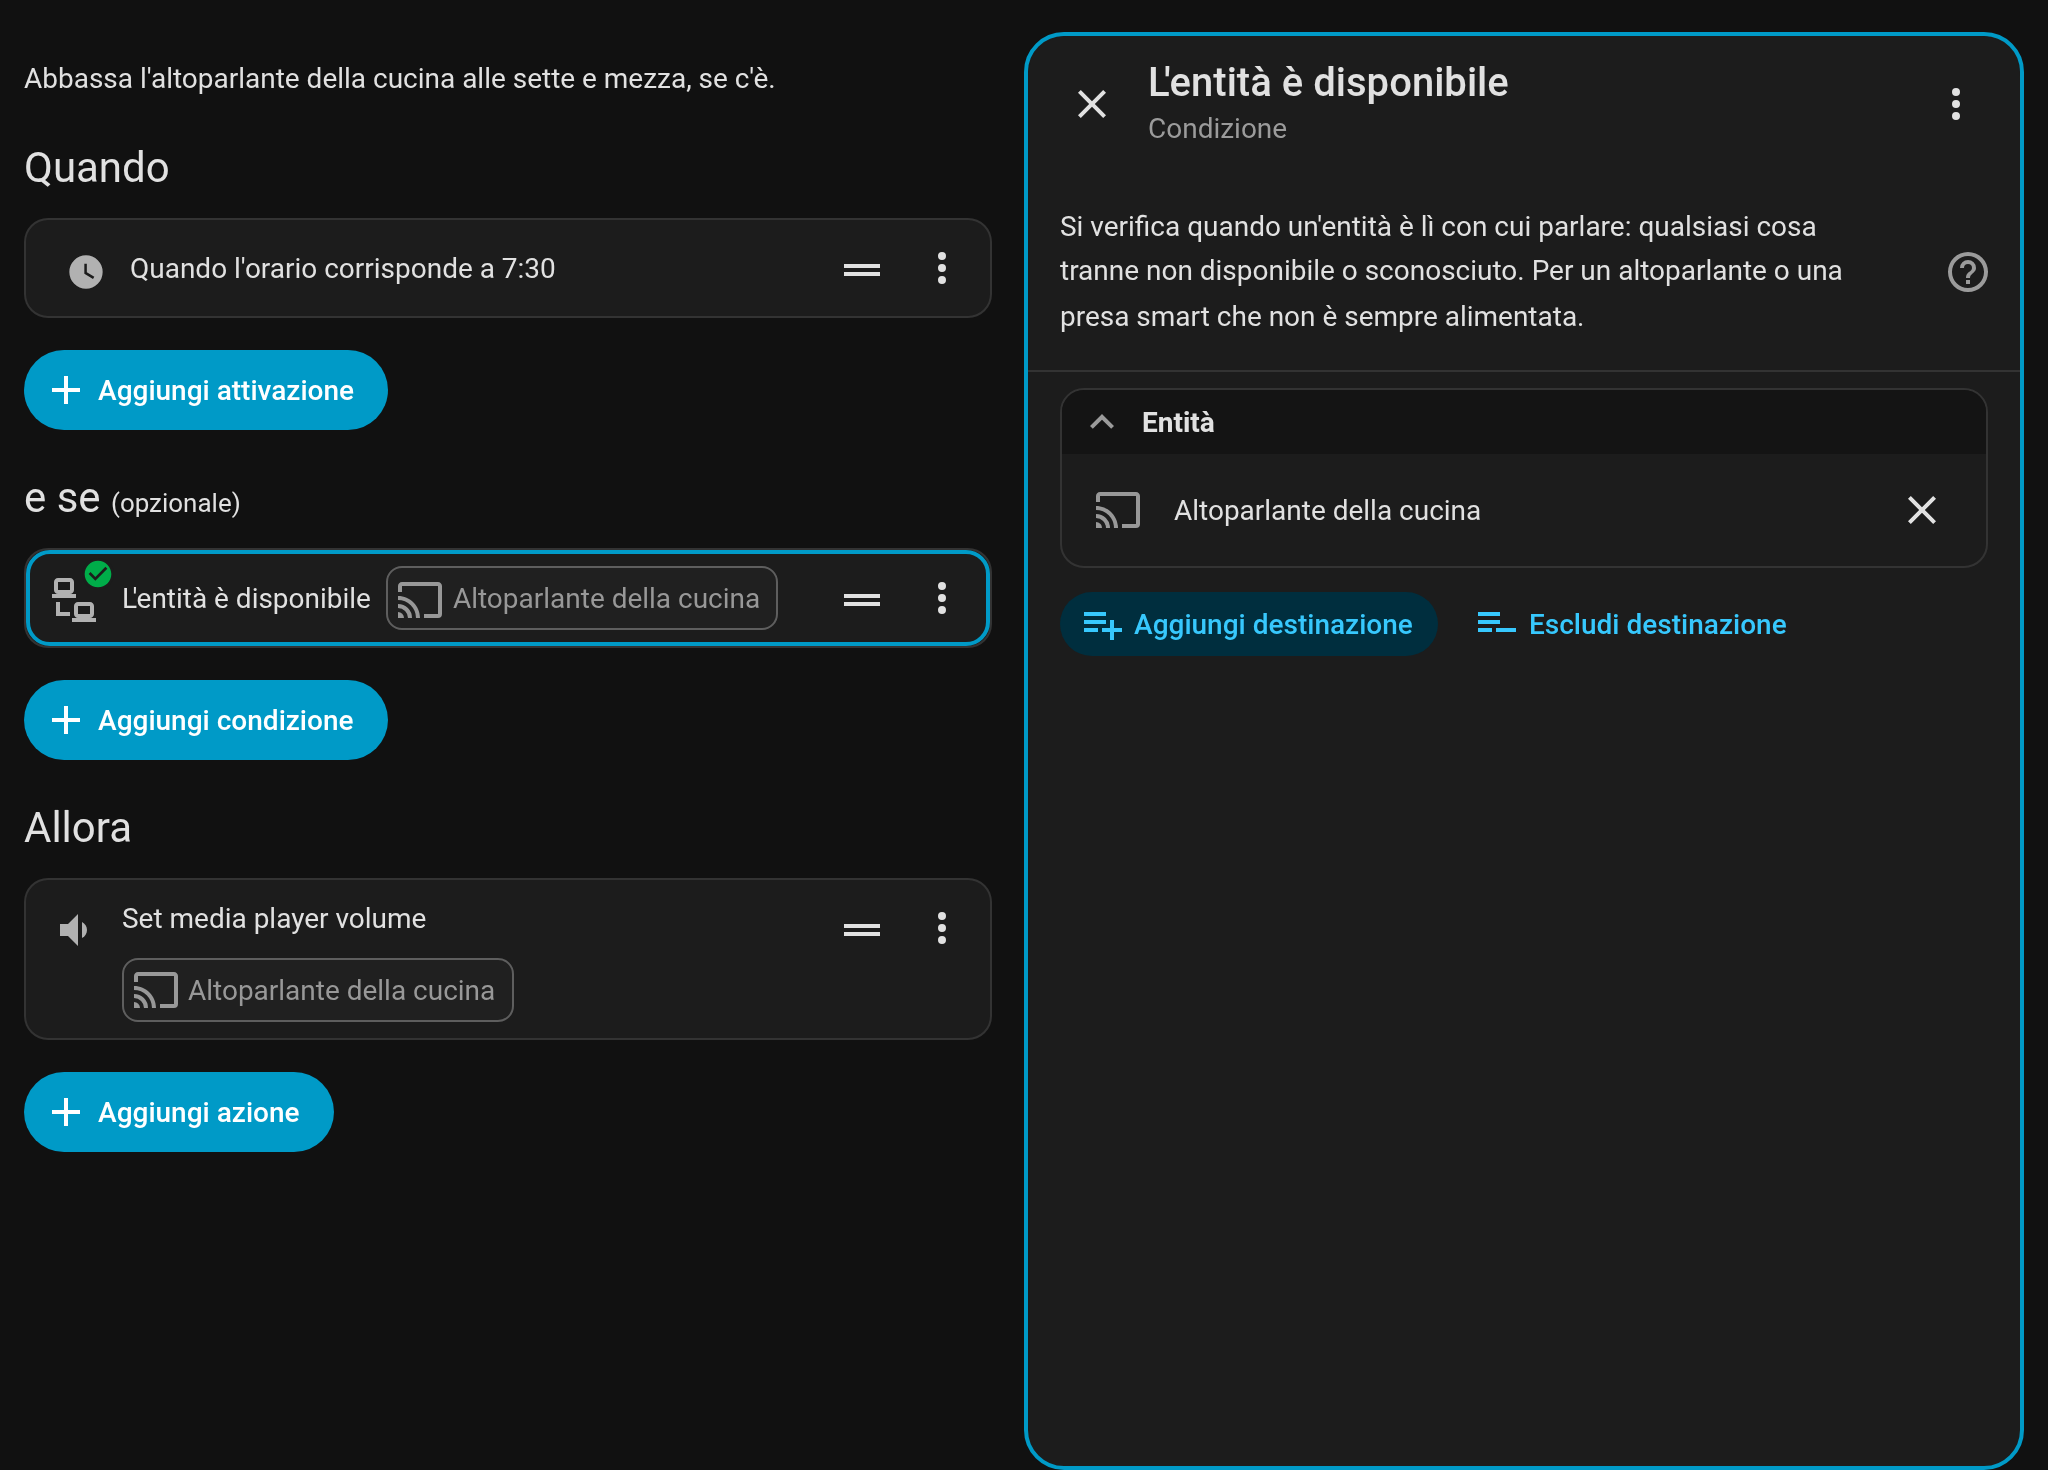 Abbassa l'altoparlante della cucina alle sette e mezza, se c'è.
Quando
Quando l'orario corrisponde a 7:30
Aggiungi attivazione
e se (opzionale)
L'entità è disponibile Altoparlante della cucina
Aggiungi condizione
Allora
Set media player volume
Altoparlante della cucina
Aggiungi azione
L'entità è disponibile
Condizione
Si verifica quando un'entità è lì con cui parlare: qualsiasi cosa
tranne non disponibile o sconosciuto. Per un altoparlante o una
presa smart che non è sempre alimentata.
Entità
Altoparlante della cucina
Aggiungi destinazione Escludi destinazione